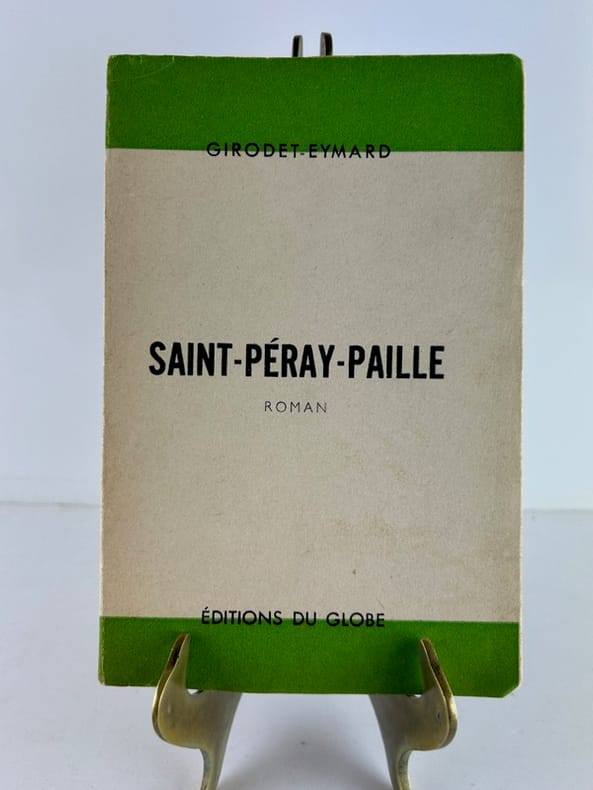 GIRODET-EYMARD
SAINT-PÉRAY-PAILLE
ROMAN
ÉDITIONS DU GLOBE